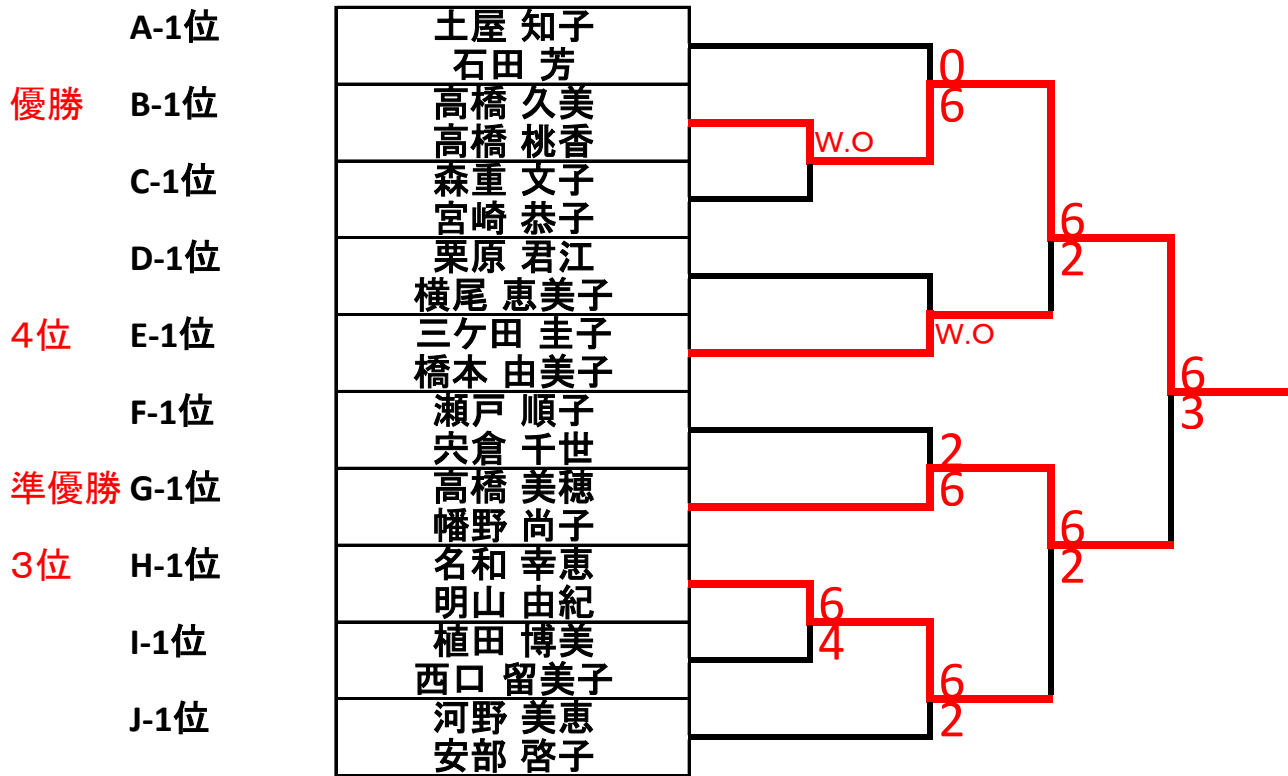 A-1位 土屋 知子
石田 芳
0
優勝 B-1位 高橋 久美
6
高橋 桃香
W.O
C-1位 森重 文子
宮崎 恭子
6
D-1位 栗原 君江
2
横尾 恵美子
4位 E-1位 三ケ田 圭子
W.O
橋本 由美子
6
F-1位 瀬戸 順子
3
宍倉 千世
2
準優勝 G-1位 高橋 美穂
6
幡野 尚子
6
3位 H-1位 名和 幸恵
2
明山 由紀
6
I-1位 植田 博美
4
西口 留美子
6
J-1位 河野 美恵
2
安部 啓子